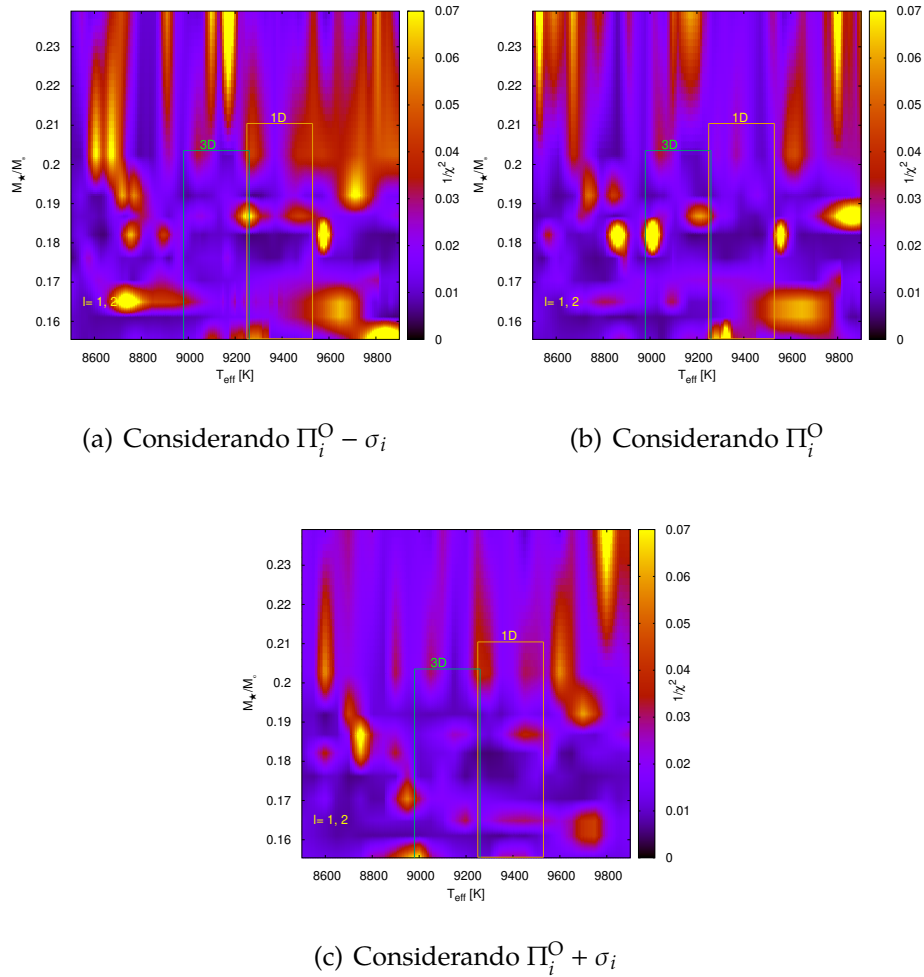 0.23
0.22
0.21
0.2
0.19
0.18
0.17
0.16
M★/M∘
3D
1D
l= 1, 2
8600 8800 9000 9200 9400 9600 9800
T_eff [K]
0.07
0.06
0.05
0.04
0.03
0.02
0.01
0
1/χ²
(a) Considerando Π_i^O − σ_i
0.23
0.22
0.21
0.2
0.19
0.18
0.17
0.16
M★/M∘
3D
1D
l= 1, 2
8600 8800 9000 9200 9400 9600 9800
T_eff [K]
0.07
0.06
0.05
0.04
0.03
0.02
0.01
0
1/χ²
(b) Considerando Π_i^O
0.23
0.22
0.21
0.2
0.19
0.18
0.17
0.16
M★/M∘
3D
1D
l= 1, 2
8600 8800 9000 9200 9400 9600 9800
T_eff [K]
0.07
0.06
0.05
0.04
0.03
0.02
0.01
0
1/χ²
(c) Considerando Π_i^O + σ_i